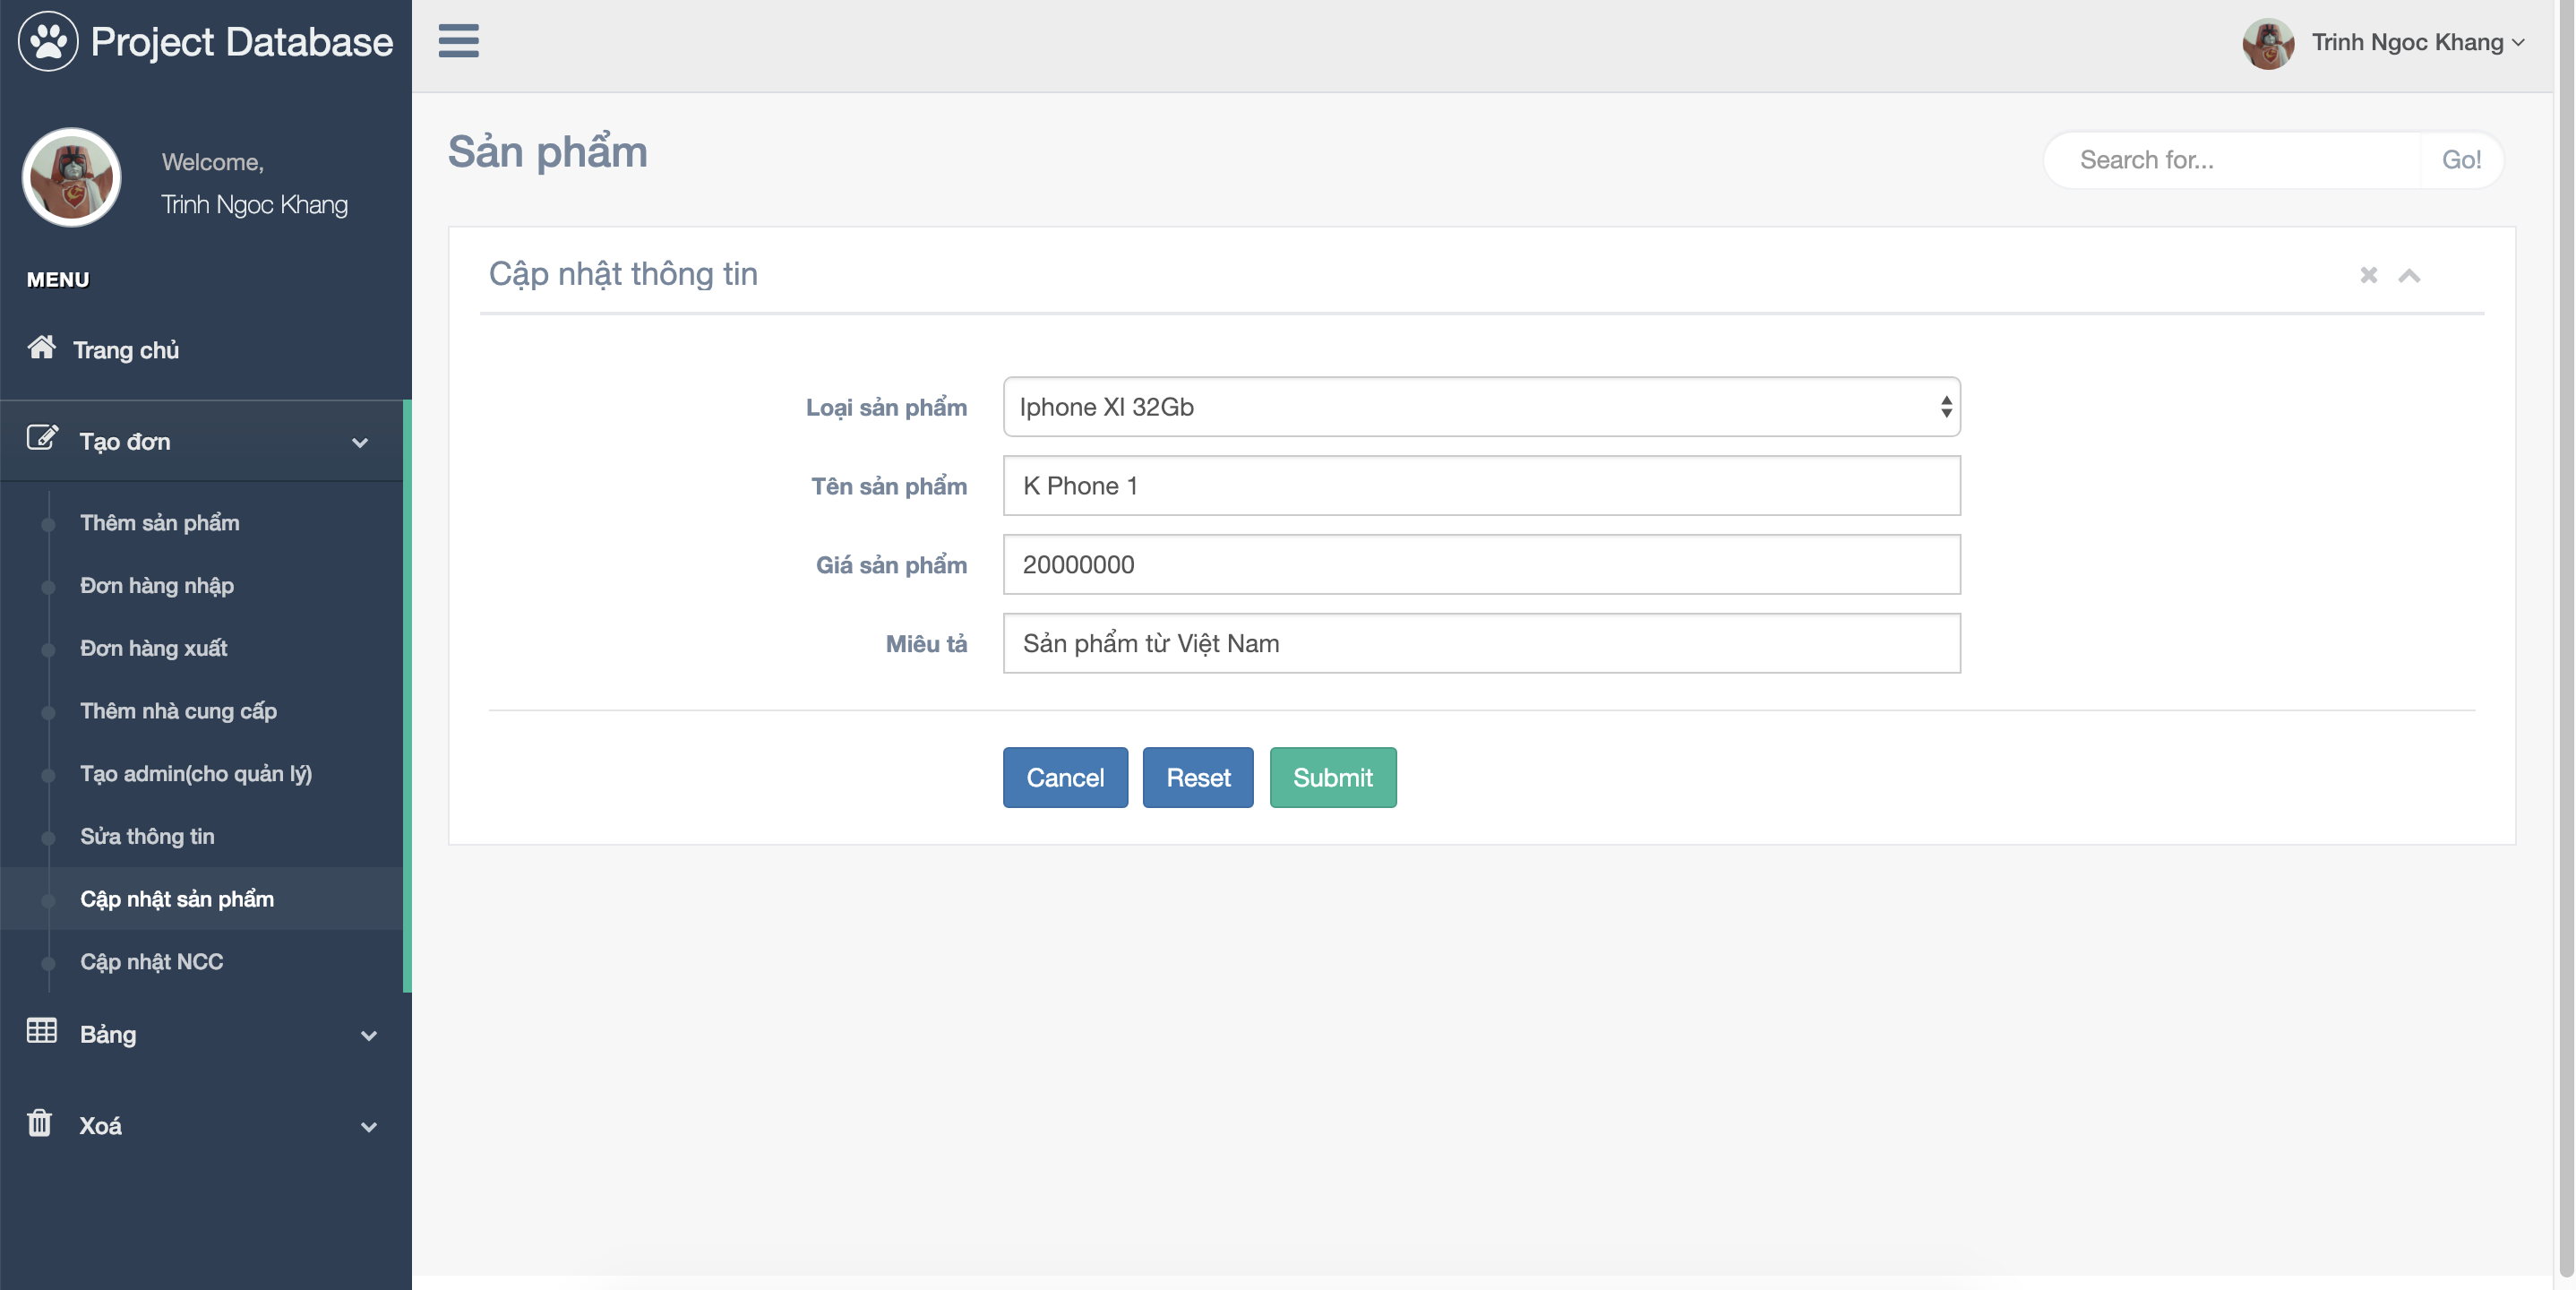 Project Database
Trinh Ngoc Khang
Welcome,
Trinh Ngoc Khang
MENU
Trang chủ
Tạo đơn
Thêm sản phẩm
Đơn hàng nhập
Đơn hàng xuất
Thêm nhà cung cấp
Tạo admin(cho quản lý)
Sửa thông tin
Cập nhật sản phẩm
Cập nhật NCC
Bảng
Xoá
Sản phẩm
Search for... Go!
Cập nhật thông tin
Loại sản phẩm Iphone XI 32Gb
Tên sản phẩm K Phone 1
Giá sản phẩm 20000000
Miêu tả Sản phẩm từ Việt Nam
Cancel Reset Submit